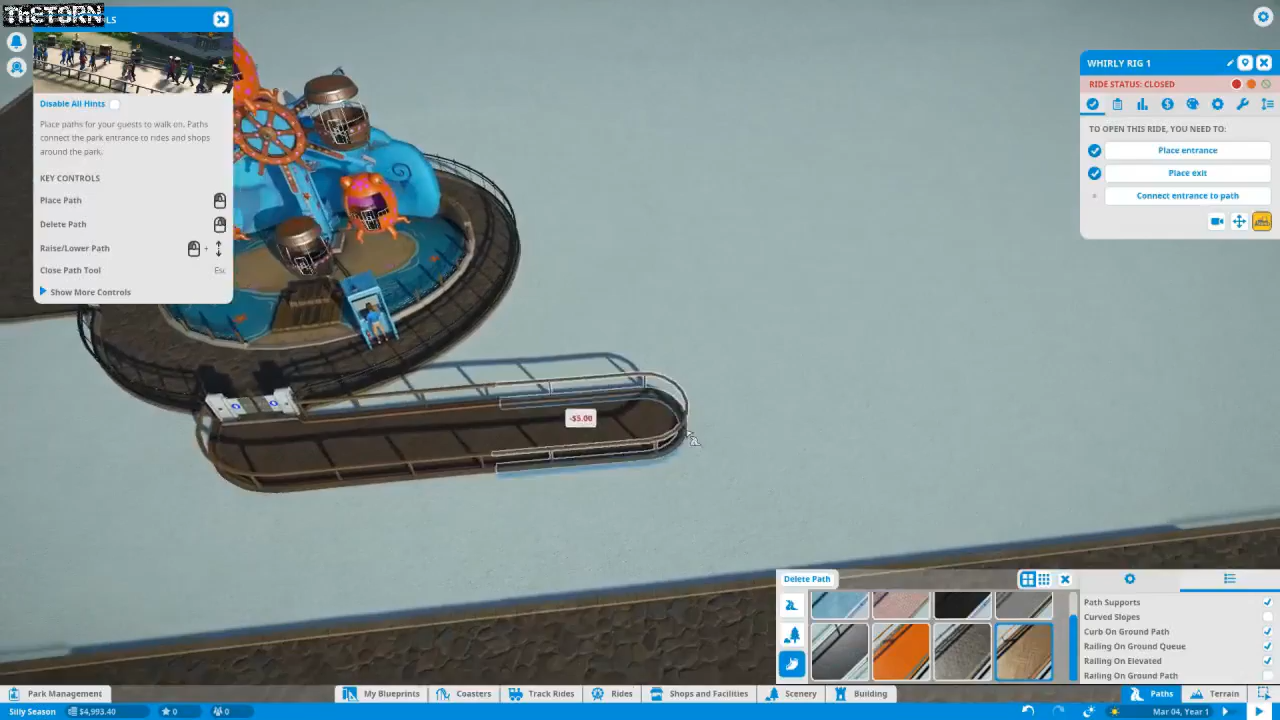 THETORN
OLS
Disable All Hints
Place paths for your guests to walk on. Paths
connect the park entrance to rides and shops
around the park.
KEY CONTROLS
Place Path
Delete Path
Raise/Lower Path
Close Path Tool Esc
Show More Controls
WHIRLY RIG 1
RIDE STATUS: CLOSED
TO OPEN THIS RIDE, YOU NEED TO:
Place entrance
Place exit
Connect entrance to path
-$5.00
Delete Path
Path Supports
Curved Slopes
Curb On Ground Path
Railing On Ground Queue
Railing On Elevated
Railing On Ground Path
Park Management
My Blueprints
Coasters
Track Rides
Rides
Shops and Facilities
Scenery
Building
Paths
Terrain
Silly Season
$4,993.40
0
0
Mar 04, Year 1